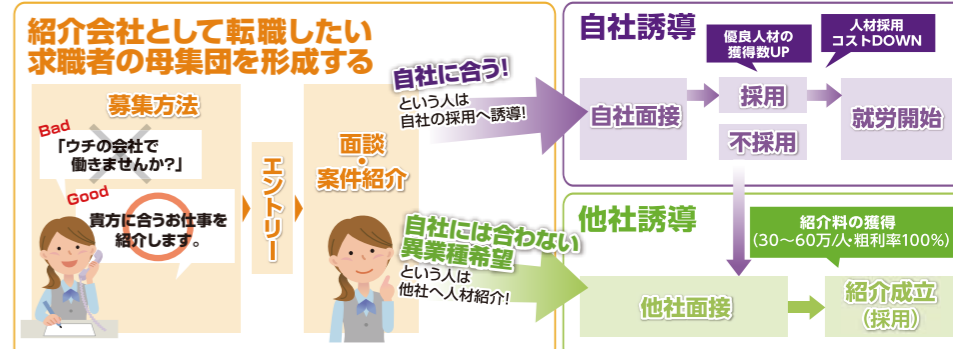 紹介会社として転職したい
求職者の母集団を形成する
募集方法
Bad
「ウチの会社で
働きませんか?」
Good
貴方に合うお仕事を
紹介します。
エントリー
面談
・
案件紹介
自社に合う!
という人は
自社の採用へ誘導!
自社には合わない
異業種希望
という人は
他社へ人材紹介!
自社誘導
優良人材の
獲得数UP
人材採用
コストDOWN
自社面接
採用
不採用
就労開始
他社誘導
紹介料の獲得
(30〜60万/人・粗利率100%)
他社面接
紹介成立
(採用)